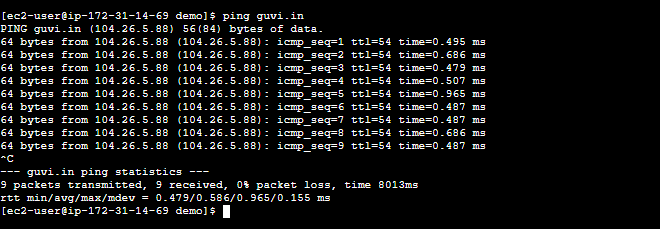 [ec2-user@ip-172-31-14-69 demo]$ ping guvi.in
PING guvi.in (104.26.5.88) 56(84) bytes of data.
64 bytes from 104.26.5.88 (104.26.5.88): icmp_seq=1 ttl=54 time=0.495 ms
64 bytes from 104.26.5.88 (104.26.5.88): icmp_seq=2 ttl=54 time=0.686 ms
64 bytes from 104.26.5.88 (104.26.5.88): icmp_seq=3 ttl=54 time=0.479 ms
64 bytes from 104.26.5.88 (104.26.5.88): icmp_seq=4 ttl=54 time=0.507 ms
64 bytes from 104.26.5.88 (104.26.5.88): icmp_seq=5 ttl=54 time=0.965 ms
64 bytes from 104.26.5.88 (104.26.5.88): icmp_seq=6 ttl=54 time=0.487 ms
64 bytes from 104.26.5.88 (104.26.5.88): icmp_seq=7 ttl=54 time=0.487 ms
64 bytes from 104.26.5.88 (104.26.5.88): icmp_seq=8 ttl=54 time=0.686 ms
64 bytes from 104.26.5.88 (104.26.5.88): icmp_seq=9 ttl=54 time=0.487 ms
^C
--- guvi.in ping statistics ---
9 packets transmitted, 9 received, 0% packet loss, time 8013ms
rtt min/avg/max/mdev = 0.479/0.586/0.965/0.155 ms
[ec2-user@ip-172-31-14-69 demo]$